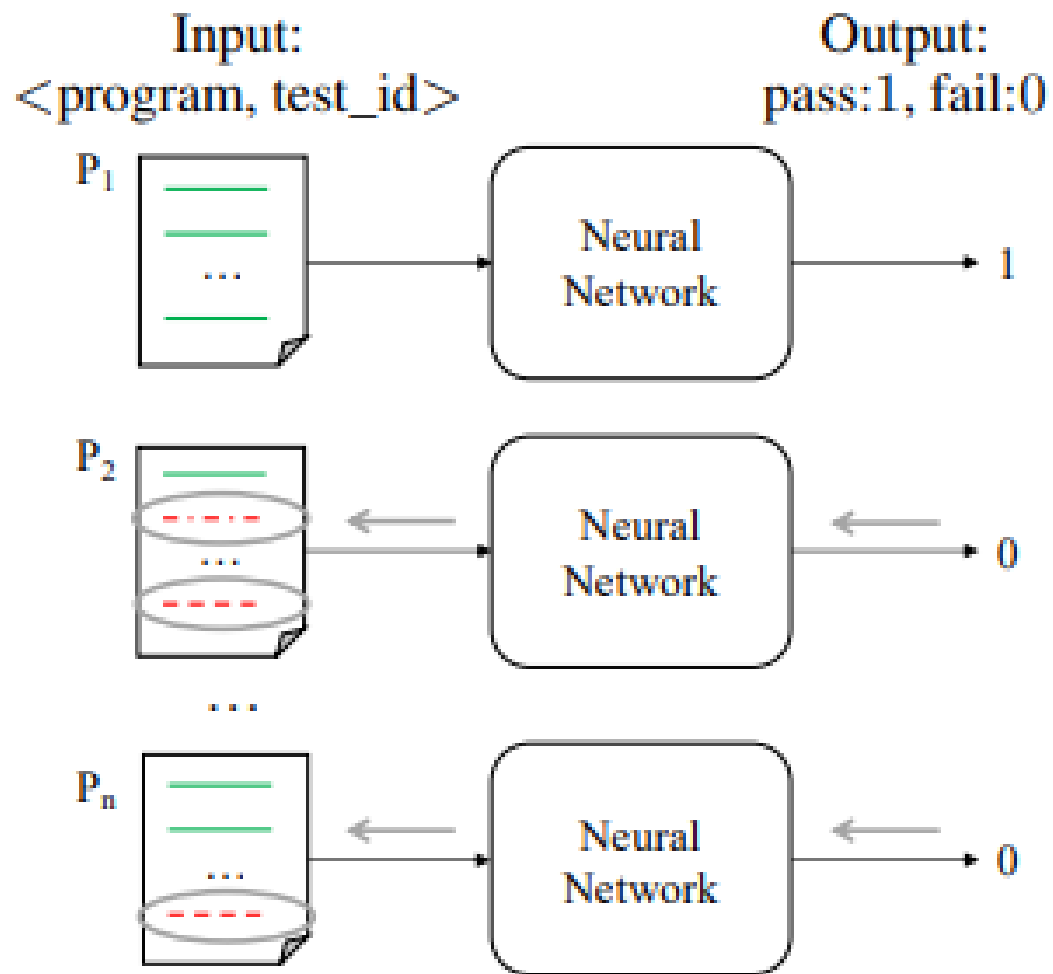 Input:
<program, test_id>
Output:
pass:1, fail:0
P₁
...
Neural
Network
1
P₂
...
Neural
Network
0
...
Pₙ
...
Neural
Network
0